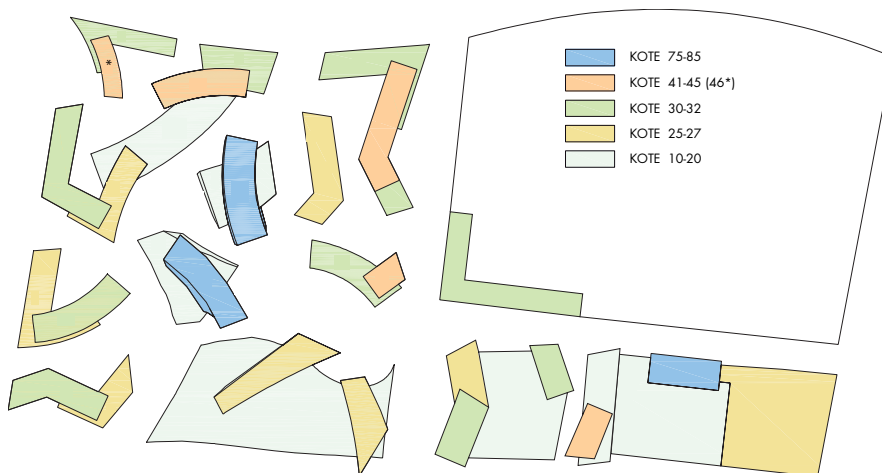 *
KOTE 75-85
KOTE 41-45 (46*)
KOTE 30-32
KOTE 25-27
KOTE 10-20